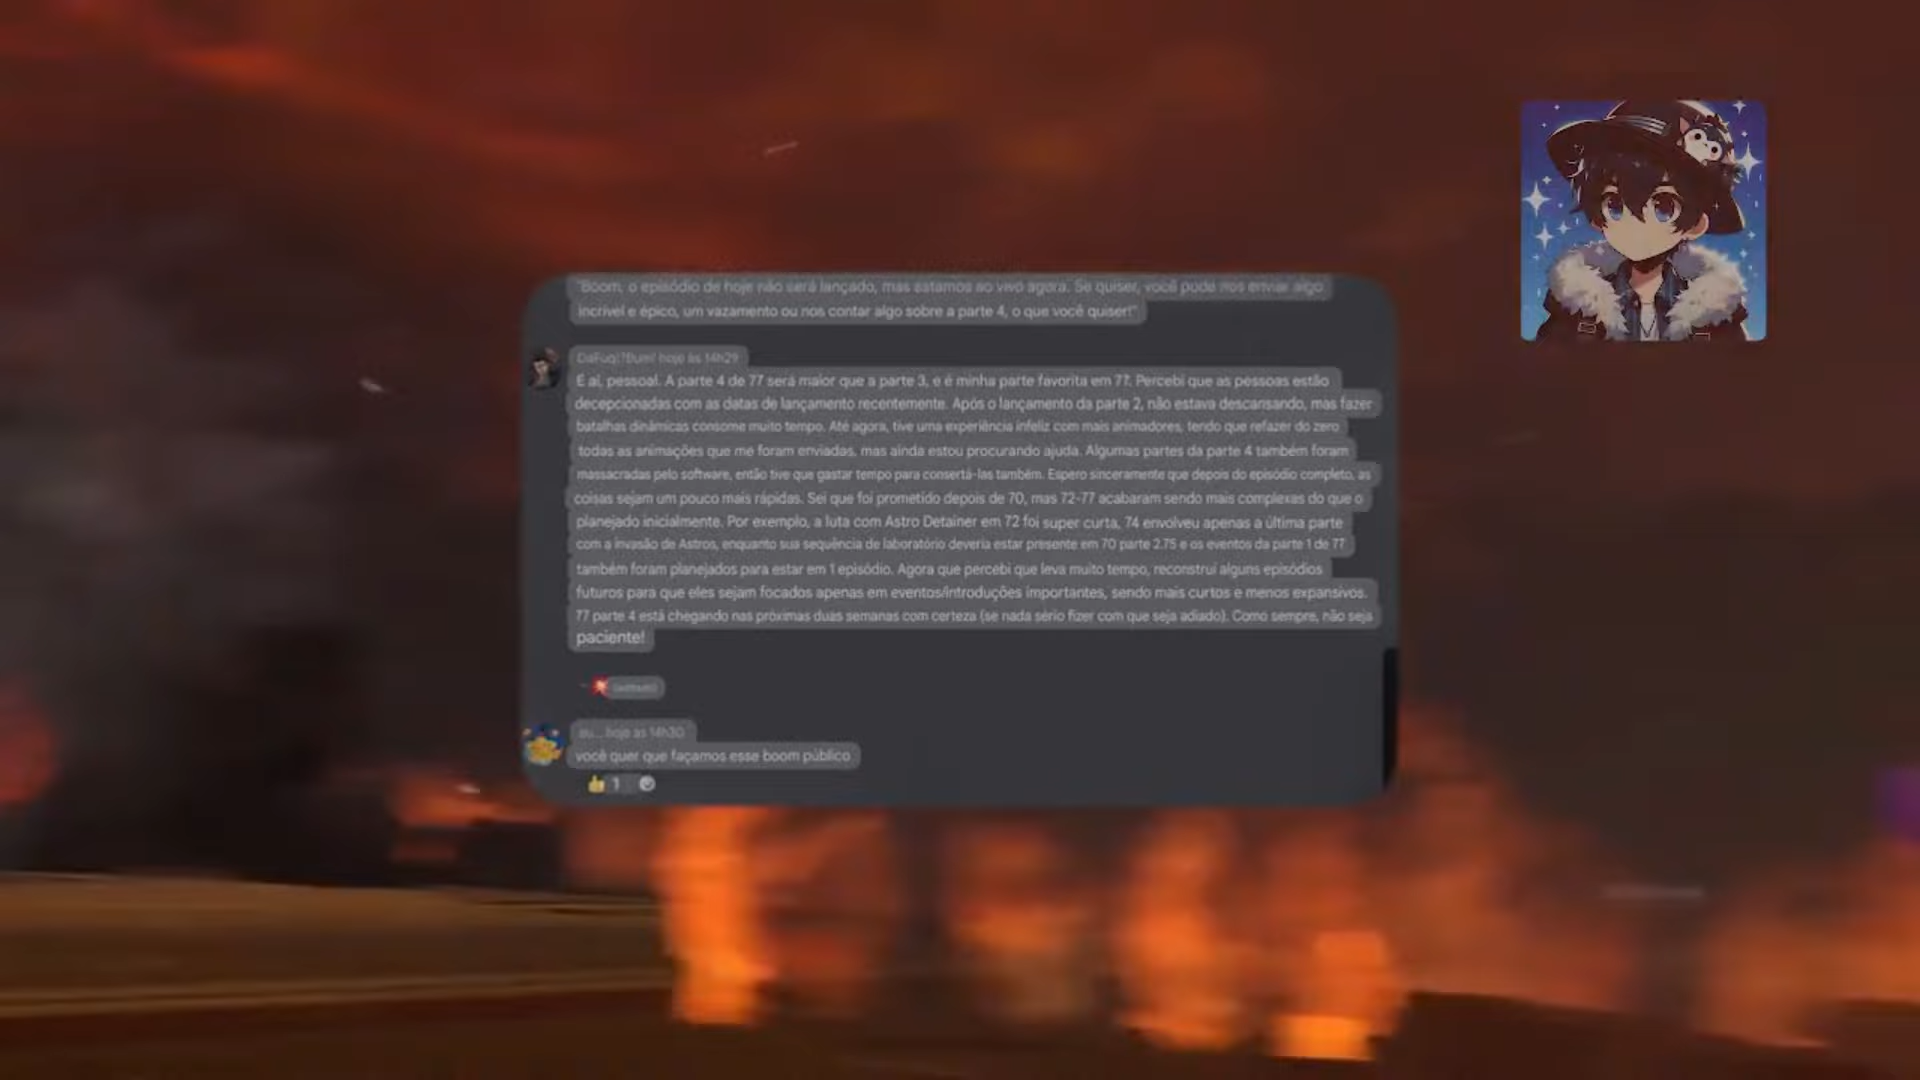 "Boom, o episódio de hoje não será lançado, mas estamos ao vivo agora. Se quiser, você pode nos enviar algo
incrível e épico, um vazamento ou nos contar algo sobre a parte 4, o que você quiser!"
DaFuq!?Bum! hoje às 14h29
E aí, pessoal. A parte 4 de 77 será maior que a parte 3, e é minha parte favorita em 77. Percebi que as pessoas estão
decepcionadas com as datas de lançamento recentemente. Após o lançamento da parte 2, não estava descansando, mas fazer
batalhas dinâmicas consome muito tempo. Até agora, tive uma experiência infeliz com mais animadores, tendo que refazer do zero
todas as animações que me foram enviadas, mas ainda estou procurando ajuda. Algumas partes da parte 4 também foram
massacradas pelo software, então tive que gastar tempo para consertá-las também. Espero sinceramente que depois do episódio completo, as
coisas sejam um pouco mais rápidas. Sei que foi prometido depois de 70, mas 72-77 acabaram sendo mais complexas do que o
planejado inicialmente. Por exemplo, a luta com Astro Detainer em 72 foi super curta, 74 envolveu apenas a última parte
com a invasão de Astros, enquanto sua sequência de laboratório deveria estar presente em 70 parte 2.75 e os eventos da parte 1 de 77
também foram planejados para estar em 1 episódio. Agora que percebi que leva muito tempo, reconstruí alguns episódios
futuros para que eles sejam focados apenas em eventos/introduções importantes, sendo mais curtos e menos expansivos.
77 parte 4 está chegando nas próximas duas semanas com certeza (se nada sério fizer com que seja adiado). Como sempre, não seja
paciente!
(editado)
au... hoje às 14h30
você quer que façamos esse boom público
1